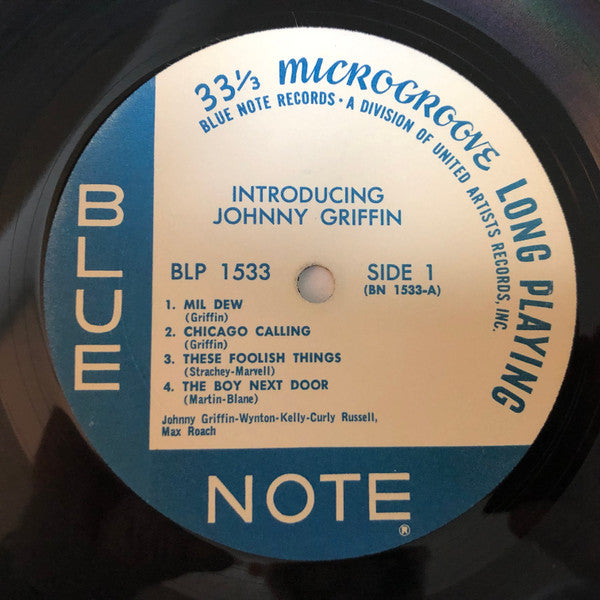 33⅓ MICROGROOVE LONG PLAYING
BLUE NOTE RECORDS · A DIVISION OF UNITED ARTISTS RECORDS, INC.
INTRODUCING
JOHNNY GRIFFIN
BLP 1533 SIDE 1
(BN 1533-A)
1. MIL DEW
(Griffin)
2. CHICAGO CALLING
(Griffin)
3. THESE FOOLISH THINGS
(Strachey-Marvell)
4. THE BOY NEXT DOOR
(Martin-Blane)
Johnny Griffin-Wynton-Kelly-Curly Russell,
Max Roach
BLUE
NOTE®